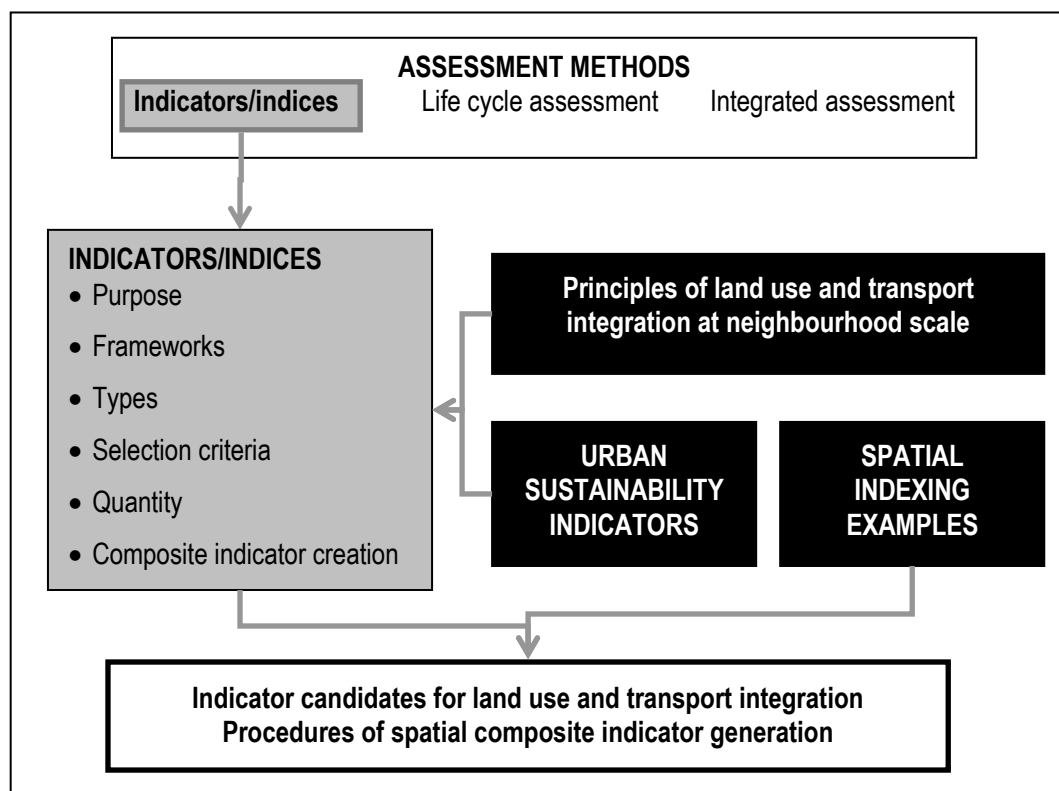 ASSESSMENT METHODS
Indicators/indices Life cycle assessment Integrated assessment
INDICATORS/INDICES
• Purpose
• Frameworks
• Types
• Selection criteria
• Quantity
• Composite indicator creation
Principles of land use and transport
integration at neighbourhood scale
URBAN
SUSTAINABILITY
INDICATORS
SPATIAL
INDEXING
EXAMPLES
Indicator candidates for land use and transport integration
Procedures of spatial composite indicator generation